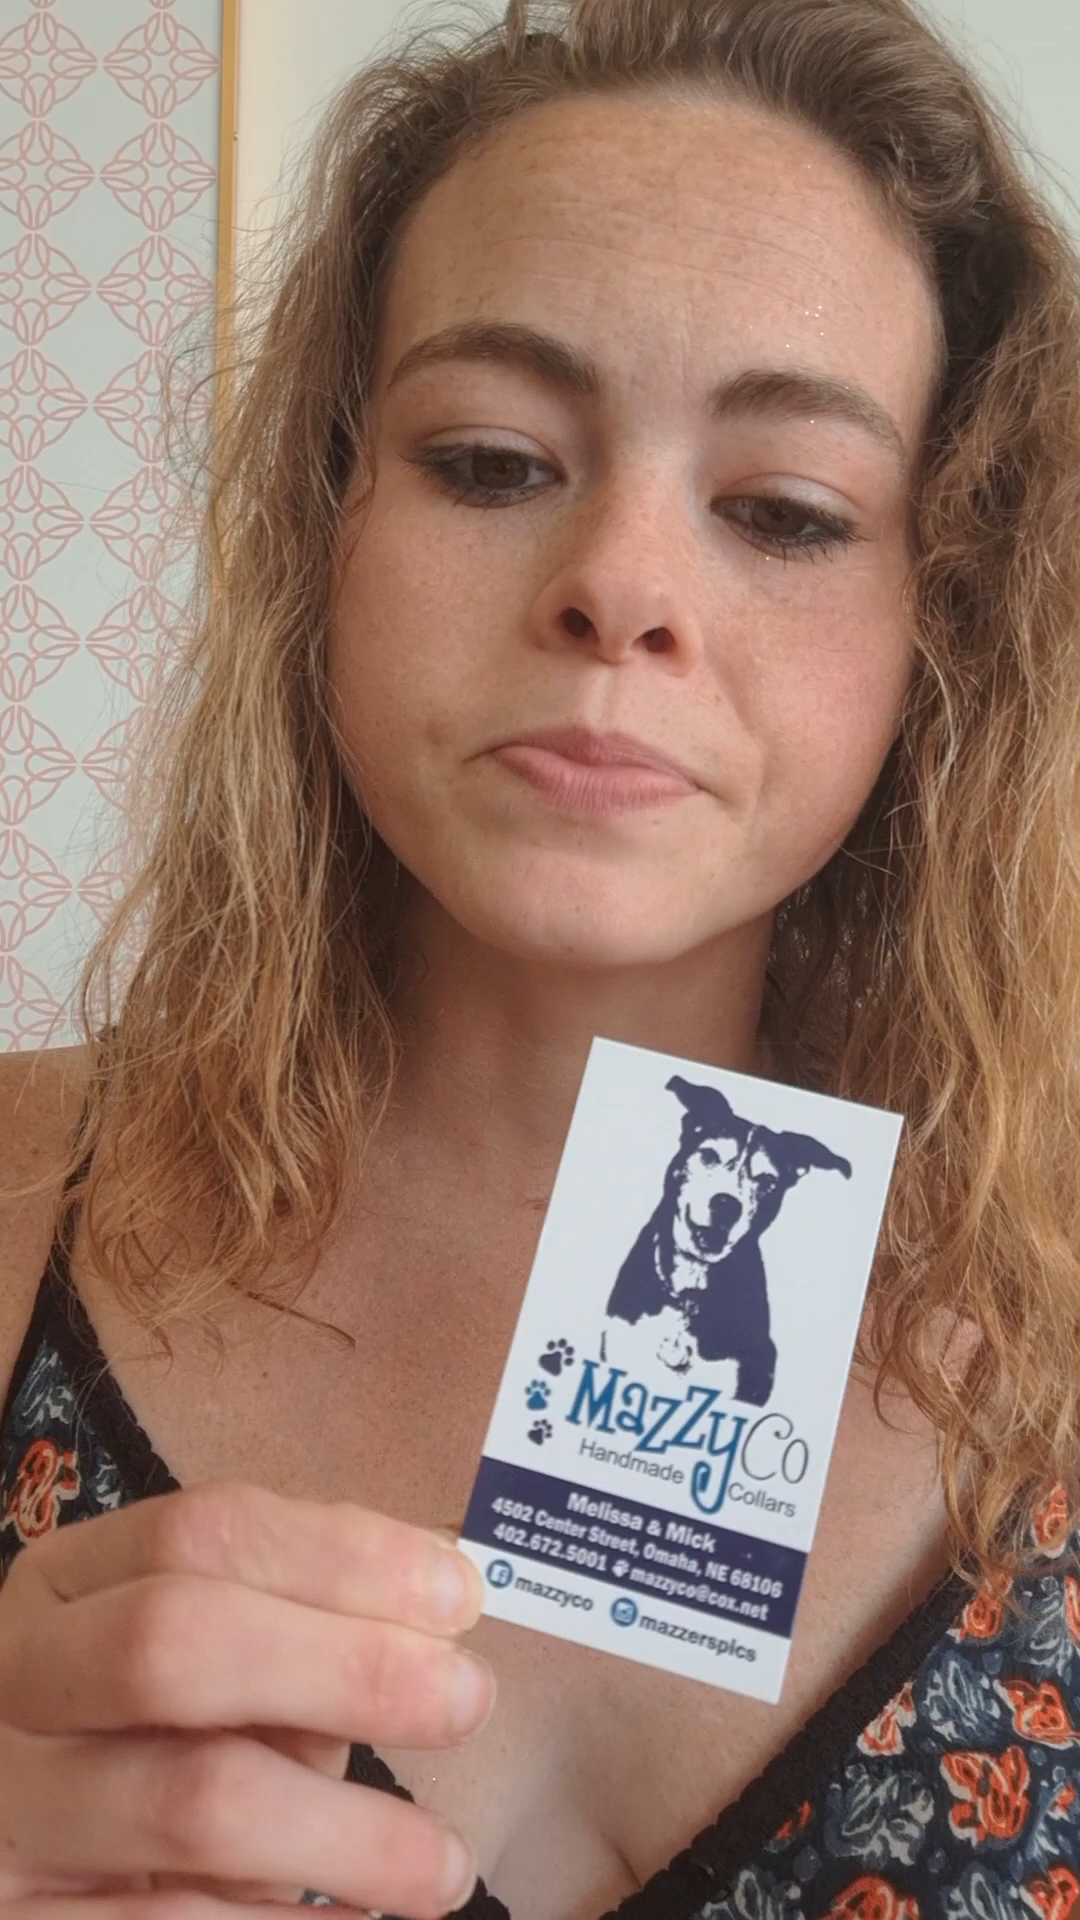 MazzyCo
Handmade Collars
Melissa & Mick
4502 Center Street, Omaha, NE 68106
402.672.5001 mazzyco@cox.net
mazzyco mazzerspics